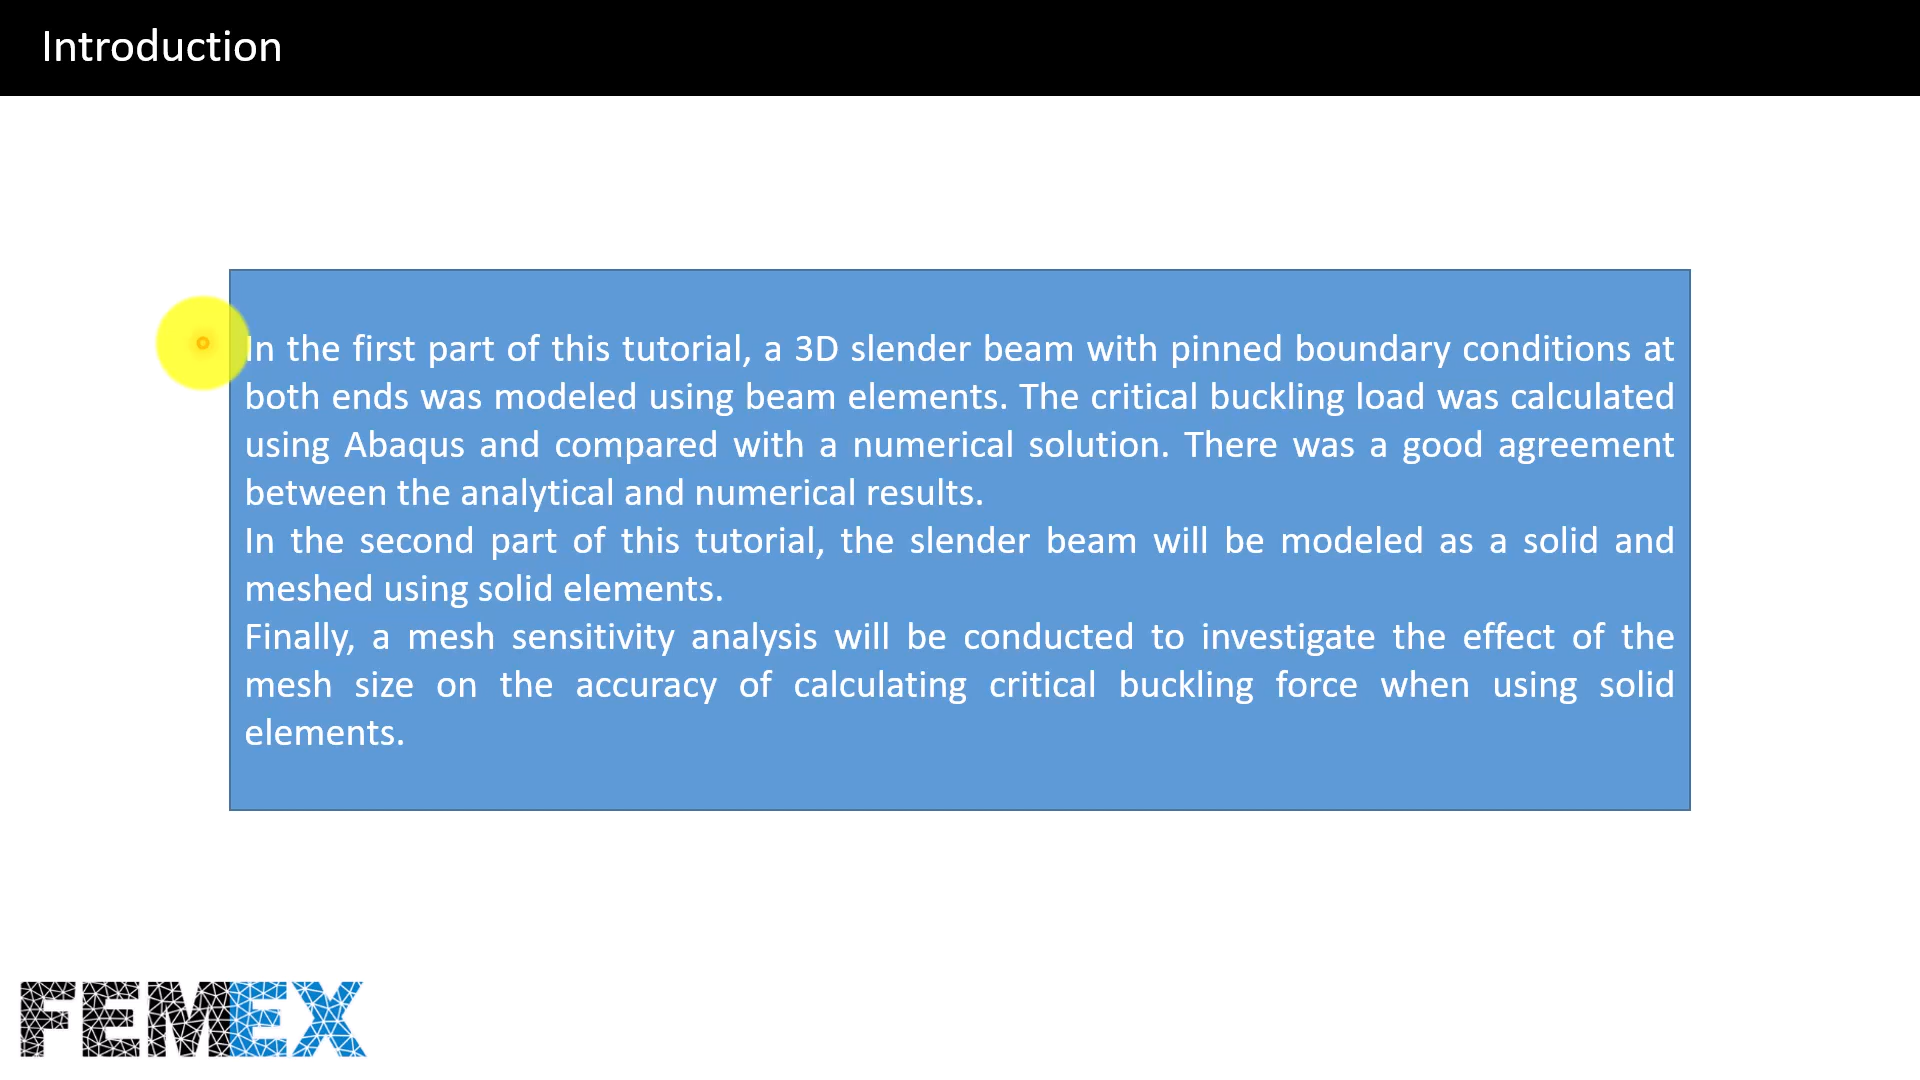 Introduction
In the first part of this tutorial, a 3D slender beam with pinned boundary conditions at
both ends was modeled using beam elements. The critical buckling load was calculated
using Abaqus and compared with a numerical solution. There was a good agreement
between the analytical and numerical results.
In the second part of this tutorial, the slender beam will be modeled as a solid and
meshed using solid elements.
Finally, a mesh sensitivity analysis will be conducted to investigate the effect of the
mesh size on the accuracy of calculating critical buckling force when using solid
elements.
FEMEX